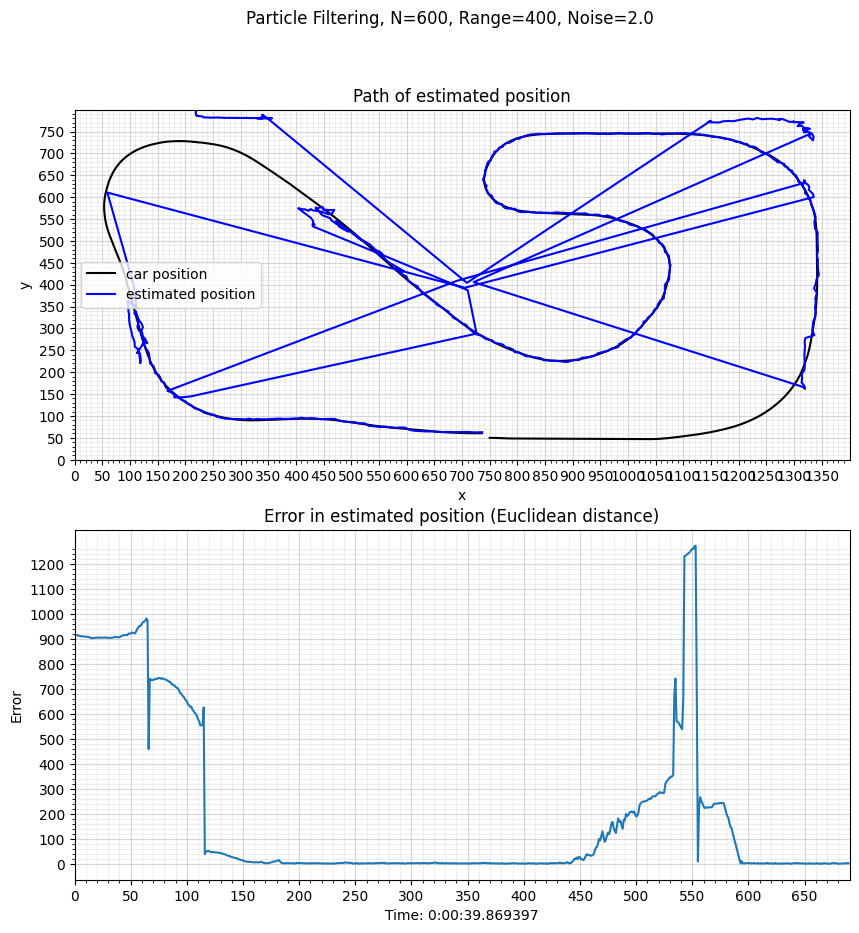 Particle Filtering, N=600, Range=400, Noise=2.0
Path of estimated position
750
700
650
600
550
500
450
400
350
300
250
200
150
100
50
0
y
car position
estimated position
0 50 100 150 200 250 300 350 400 450 500 550 600 650 700 750 800 850 900 950 1000 1050 1100 1150 1200 1250 1300 1350
x
Error in estimated position (Euclidean distance)
1200
1100
1000
900
800
700
600
500
400
300
200
100
0
Error
0 50 100 150 200 250 300 350 400 450 500 550 600 650
Time: 0:00:39.869397